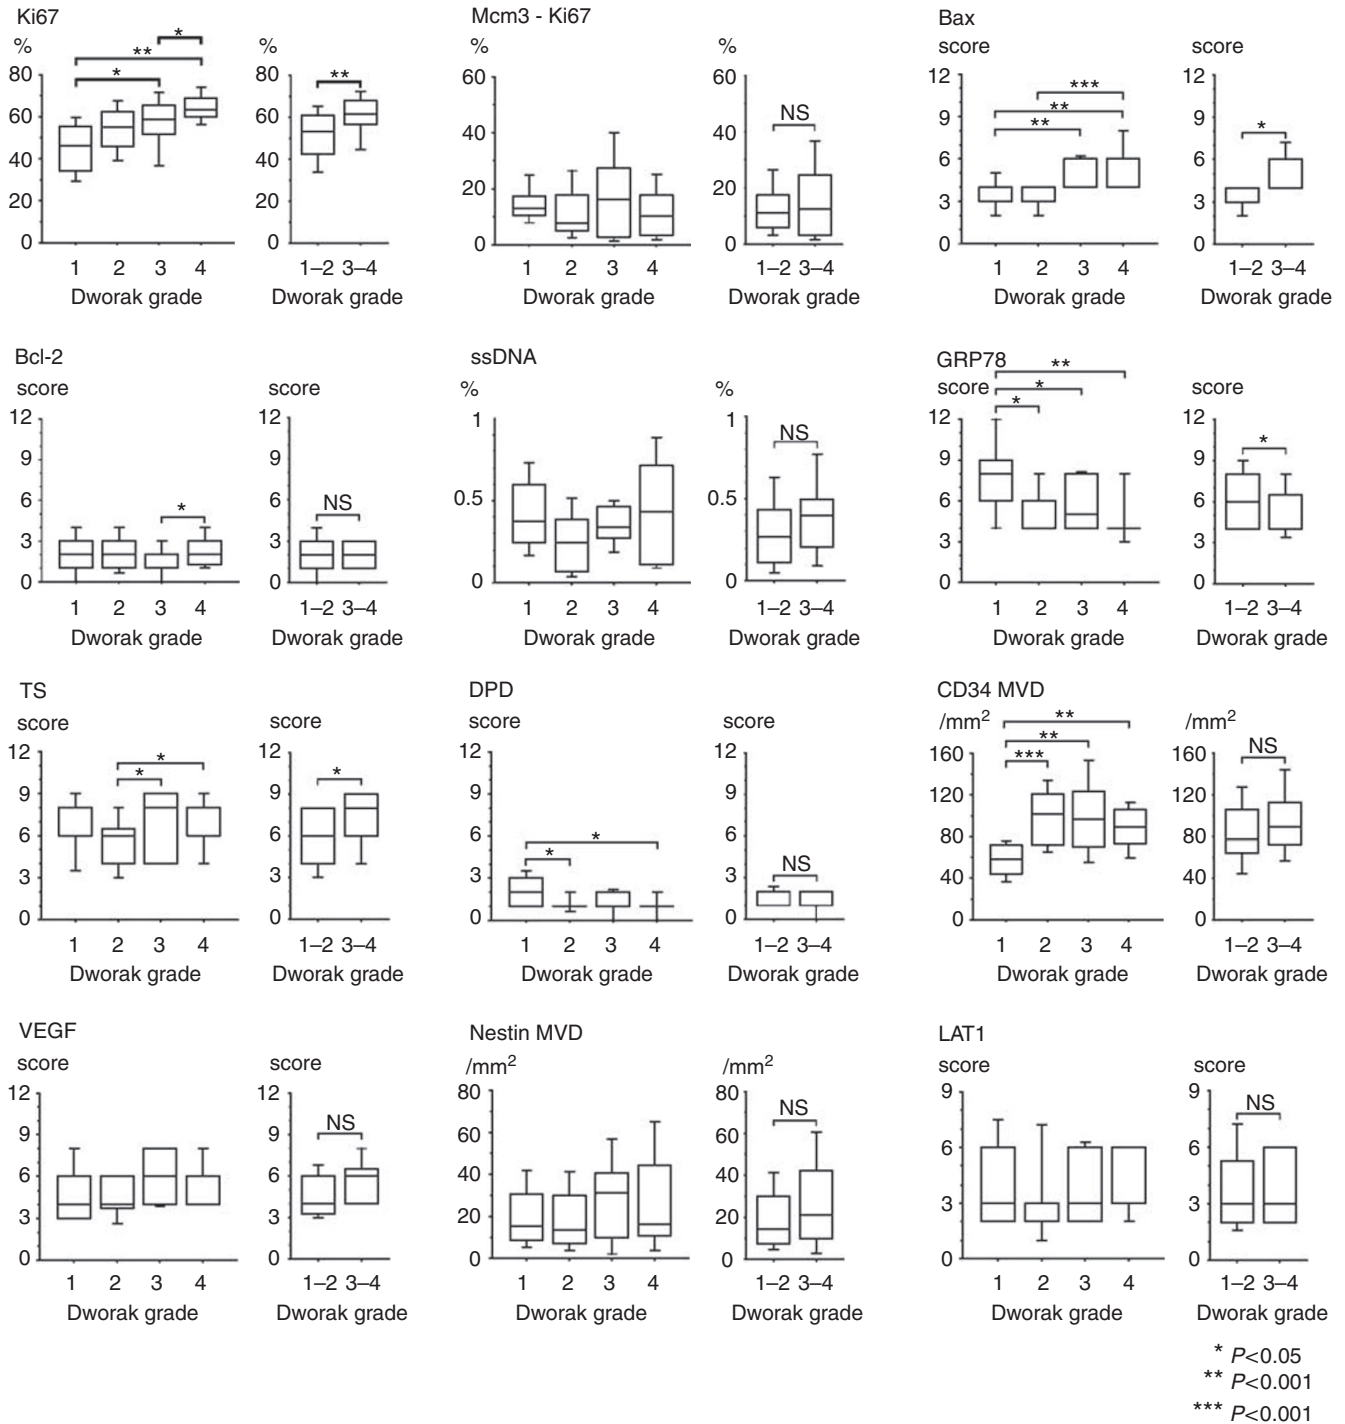 Ki67
%
80
60
40
20
0
*
**
*
1 2 3 4
Dworak grade
%
80
60
40
20
0
**
1–2 3–4
Dworak grade
Mcm3 - Ki67
%
60
40
20
0
1 2 3 4
Dworak grade
%
60
40
20
0
NS
1–2 3–4
Dworak grade
Bax
score
12
9
6
3
0
***
**
**
1 2 3 4
Dworak grade
score
12
9
6
3
0
*
1–2 3–4
Dworak grade
Bcl-2
score
12
9
6
3
0
*
1 2 3 4
Dworak grade
score
12
9
6
3
0
NS
1–2 3–4
Dworak grade
ssDNA
%
1
0.5
0
1 2 3 4
Dworak grade
%
1
0.5
0
NS
1–2 3–4
Dworak grade
GRP78
score
12
9
6
3
0
**
*
*
1 2 3 4
Dworak grade
score
12
9
6
3
0
*
1–2 3–4
Dworak grade
TS
score
12
9
6
3
0
*
*
1 2 3 4
Dworak grade
score
12
9
6
3
0
*
1–2 3–4
Dworak grade
DPD
score
12
9
6
3
0
*
*
1 2 3 4
Dworak grade
score
12
9
6
3
0
NS
1–2 3–4
Dworak grade
CD34 MVD
/mm2
160
120
80
40
0
**
**
***
1 2 3 4
Dworak grade
/mm2
160
120
80
40
0
NS
1–2 3–4
Dworak grade
VEGF
score
12
9
6
3
0
1 2 3 4
Dworak grade
score
12
9
6
3
0
NS
1–2 3–4
Dworak grade
Nestin MVD
/mm2
80
60
40
20
0
1 2 3 4
Dworak grade
/mm2
80
60
40
20
0
NS
1–2 3–4
Dworak grade
LAT1
score
9
6
3
0
1 2 3 4
Dworak grade
score
9
6
3
0
NS
1–2 3–4
Dworak grade
* P<0.05
** P<0.001
*** P<0.001